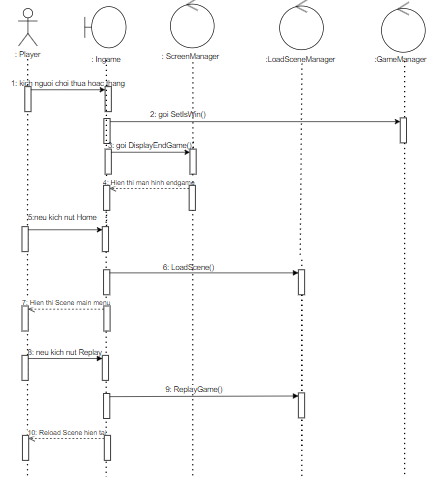 : Player
: Ingame
: ScreenManager
:LoadSceneManager
:GameManager
1: kich nguoi choi thua hoac thang
2: goi SetIsWin()
3: goi DisplayEndGame()
4: Hien thi man hinh endgame
5:neu kich nut Home
6: LoadScene()
7: Hien thi Scene main menu
8: neu kich nut Replay
9: ReplayGame()
10: Reload Scene hien tai